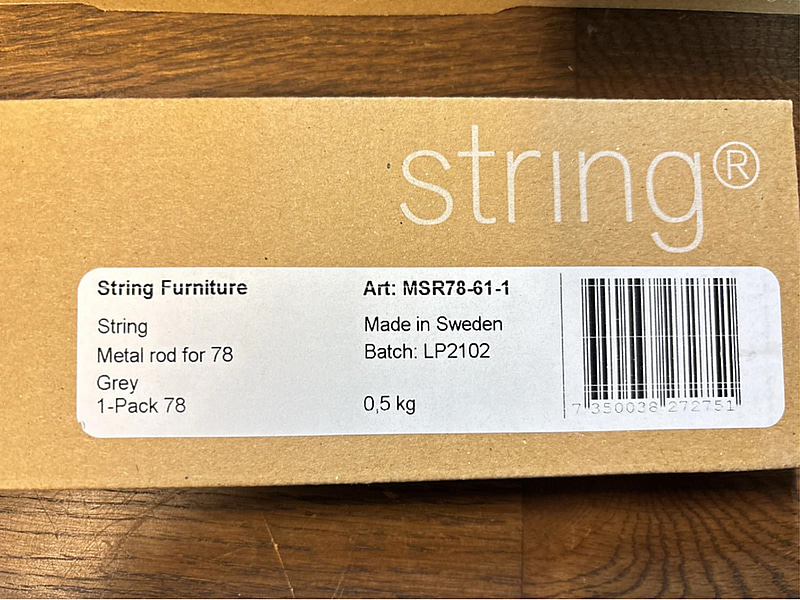 string®
String Furniture
String
Metal rod for 78
Grey
1-Pack 78
Art: MSR78-61-1
Made in Sweden
Batch: LP2102
0,5 kg
7 350038 272751